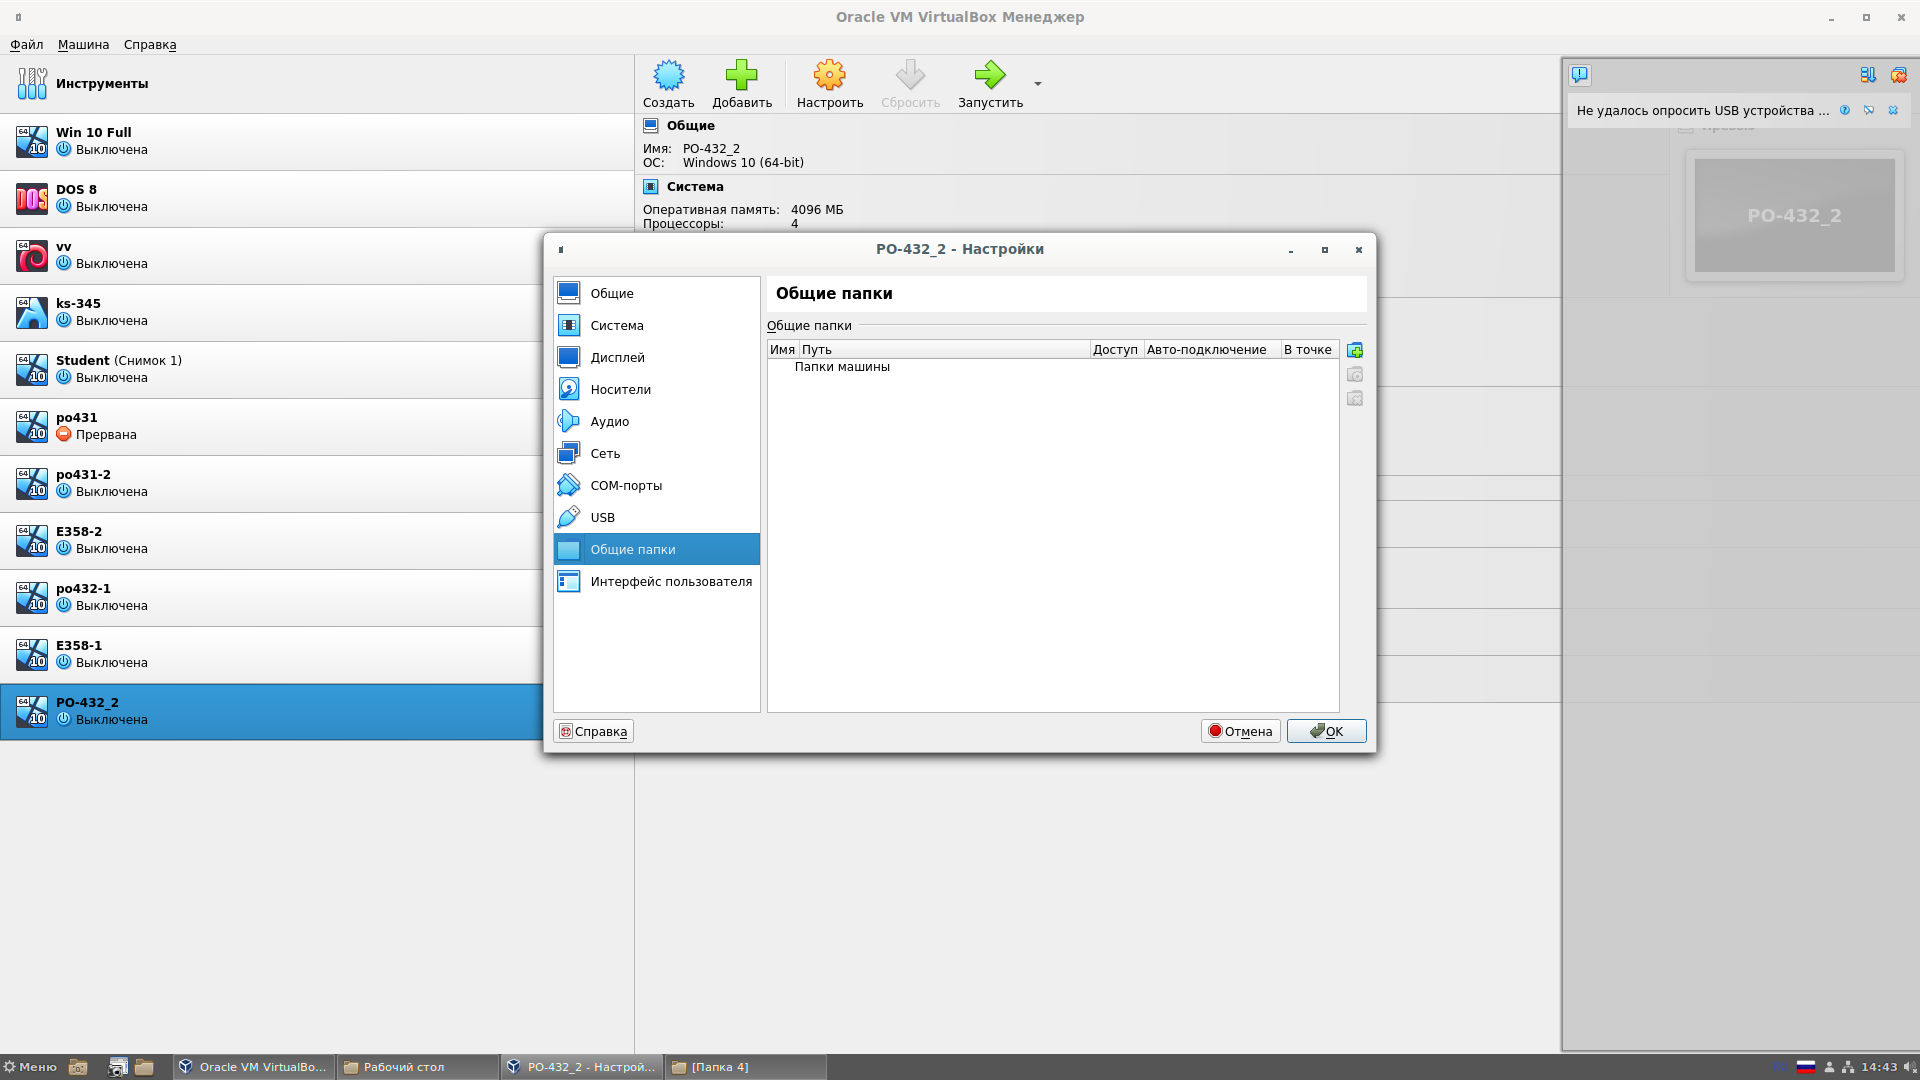 Oracle VM VirtualBox Менеджер
Файл Машина Справка
Инструменты
Создать Добавить Настроить Сбросить Запустить
Win 10 Full
Выключена
DOS 8
Выключена
vv
Выключена
ks-345
Выключена
Student (Снимок 1)
Выключена
po431
Прервана
po431-2
Выключена
E358-2
Выключена
po432-1
Выключена
E358-1
Выключена
PO-432_2
Выключена
Общие
Имя: PO-432_2
ОС: Windows 10 (64-bit)
Система
Оперативная память: 4096 МБ
Процессоры: 4
Не удалось опросить USB устройства ...
PO-432_2
PO-432_2 - Настройки
Общие
Система
Дисплей
Носители
Аудио
Сеть
COM-порты
USB
Общие папки
Интерфейс пользователя
Общие папки
Общие папки
Имя Путь Доступ Авто-подключение В точке
Папки машины
Справка Отмена OK
Меню Oracle VM VirtualBo... Рабочий стол PO-432_2 - Настрой... [Папка 4] 14:43